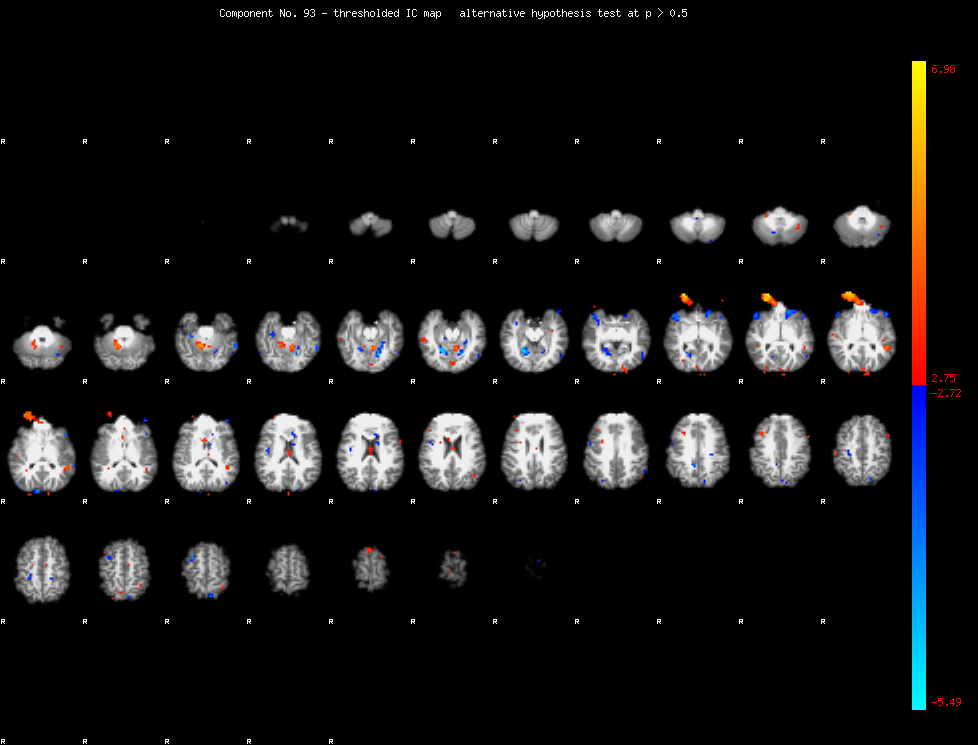 Component No. 93 - thresholded IC map   alternative hypothesis test at p > 0.5
6.98
R R R R R R R R R R R
R R R R R R R R R R R
2.75
R R R R R R R R R R R
-2.72
R R R R R R R R R R R
R R R R R R R R R R R
-5.49
R R R R R